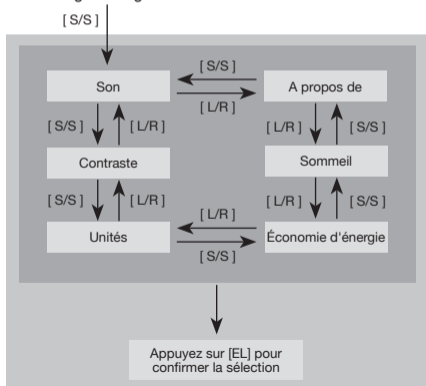 [ S/S ]
[ S/S ]
Son
A propos de
[ L/R ]
[ S/S ]
[ L/R ]
[ L/R ]
[ S/S ]
Contraste
Sommeil
[ S/S ]
[ L/R ]
[ L/R ]
[ S/S ]
[ L/R ]
Unités
Économie d'énergie
[ S/S ]
Appuyez sur [EL] pour
confirmer la sélection